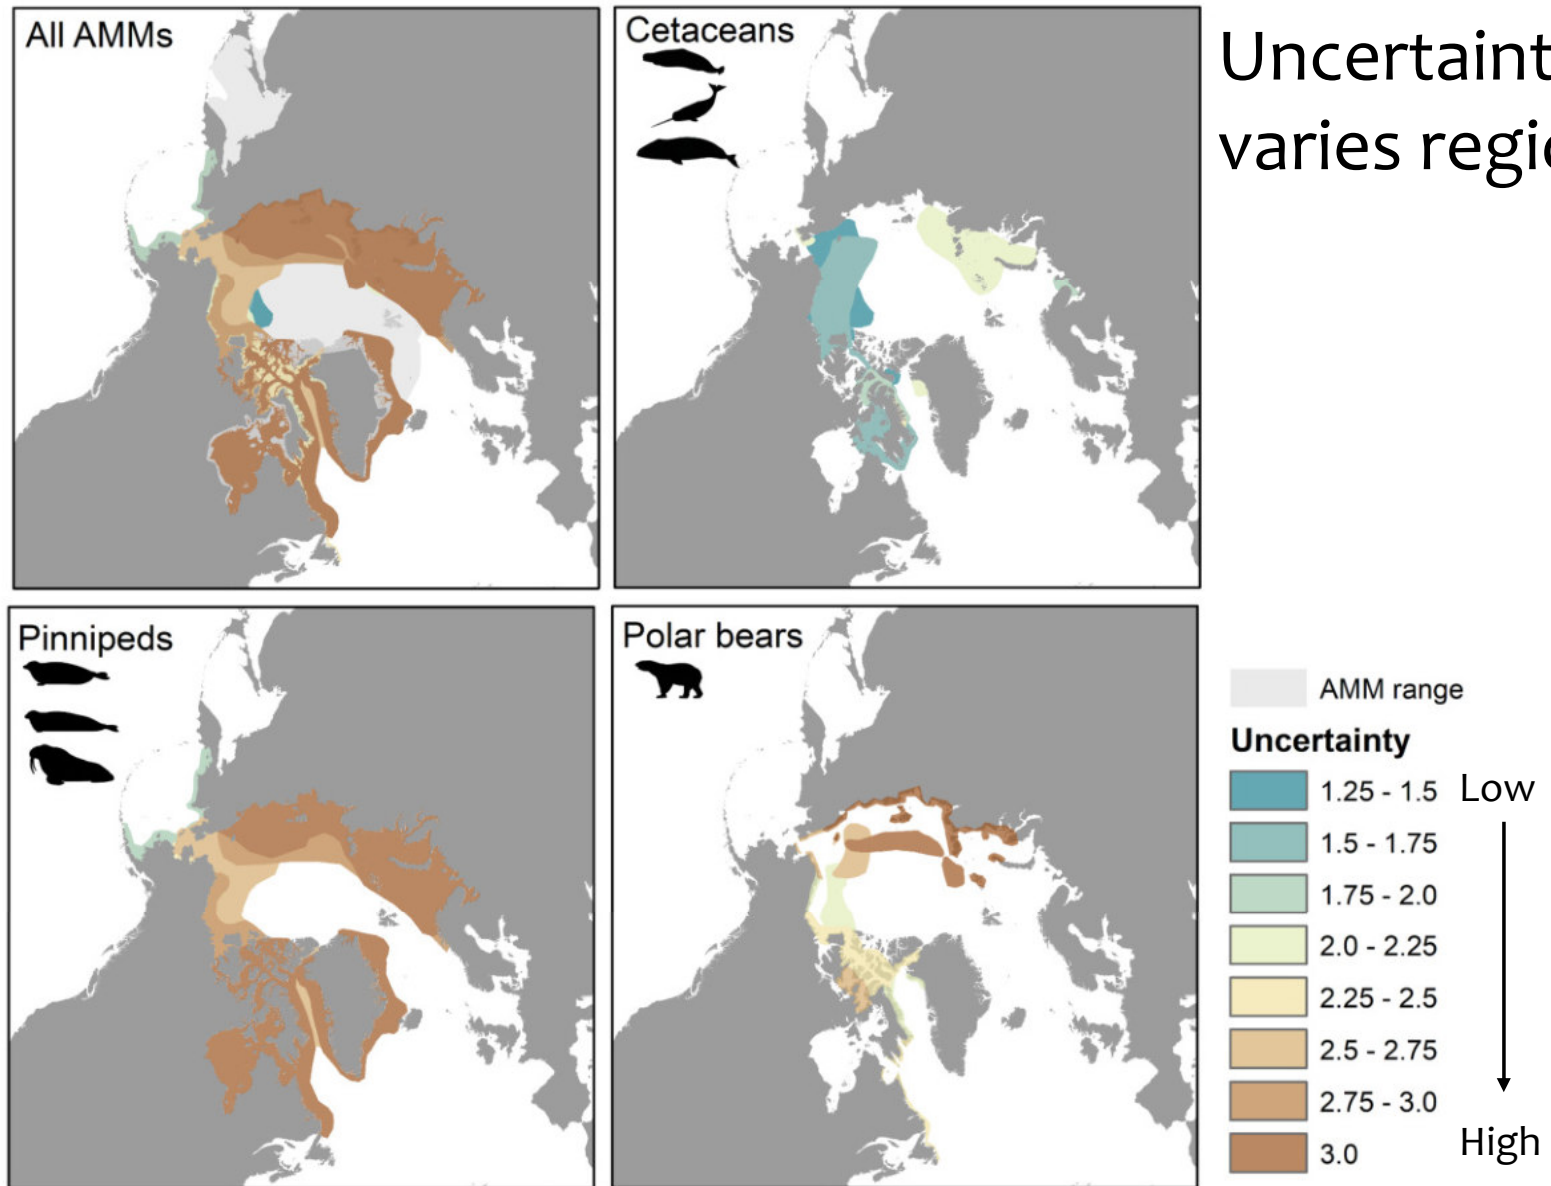 All AMMs
Cetaceans
Uncertaint
varies regi
Pinnipeds
Polar bears
AMM range
Uncertainty
1.25 - 1.5
Low
1.5 - 1.75
1.75 - 2.0
2.0 - 2.25
2.25 - 2.5
2.5 - 2.75
2.75 - 3.0
3.0
High